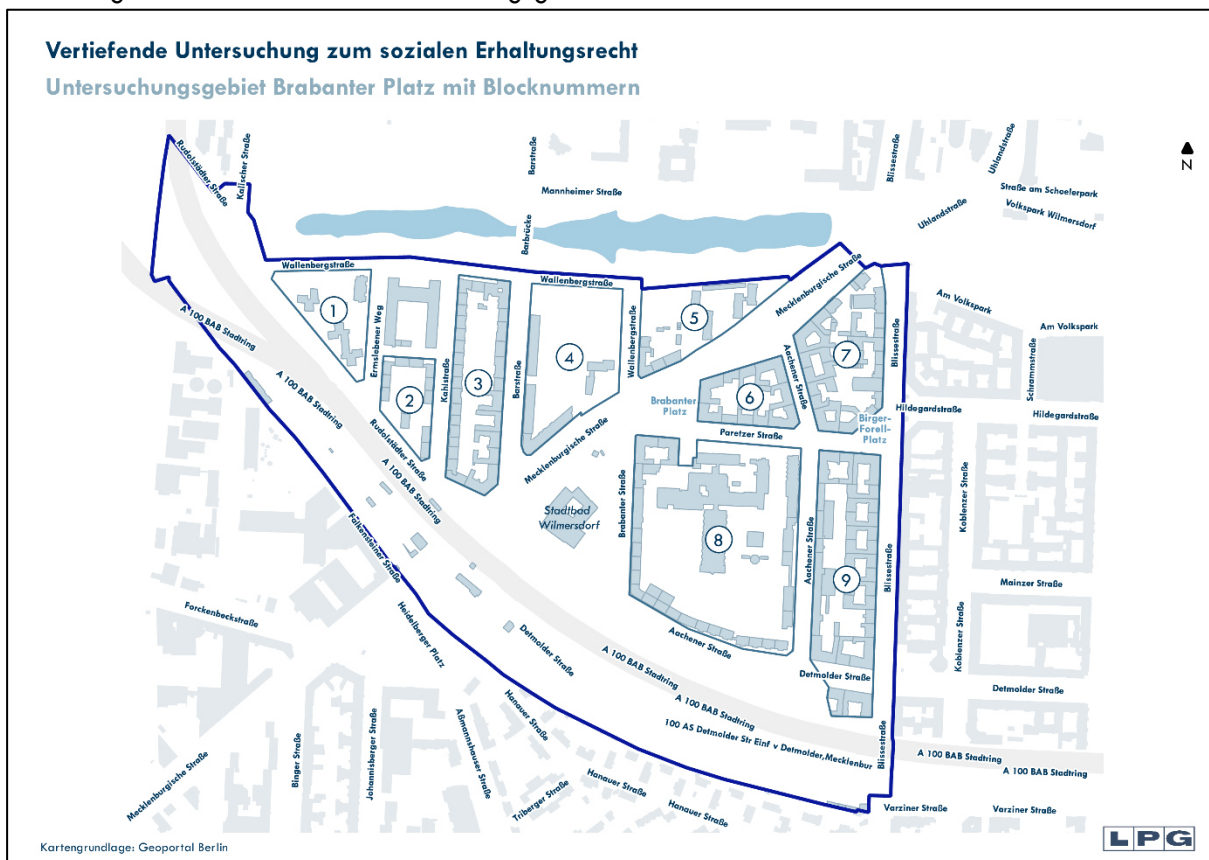 Vertiefende Untersuchung zum sozialen Erhaltungsrecht
Untersuchungsgebiet Brabanter Platz mit Blocknummern
N
Rudolstädter Straße
Kalischer Straße
Barstraße
Mannheimer Straße
Blissestraße
Uhlandstraße
Straße am Schoelerpark
Volkspark Wilmersdorf
Uhlandstraße
Barbrücke
Wallenbergstraße
Wallenbergstraße
Mecklenburgische Straße
A 100 BAB Stadtring
1
Ermslebener Weg
5
Am Volkspark
Am Volkspark
Wallenbergstraße
4
7
Blissestraße
Aachener Straße
Schrammstraße
A 100 BAB Stadtring
2
Kahlstraße
3
Barstraße
6
Brabanter
Platz
Hildegardstraße
Hildegardstraße
Birger-
Forell-
Platz
Paretzer Straße
Rudolstädter Straße
Mecklenburgische Straße
A 100 BAB Stadtring
Brabanter Straße
Stadtbad
Wilmersdorf
Koblenzer Straße
Falkensteiner Straße
8
Aachener Straße
9
Blissestraße
Mainzer Straße
Forckenbeckstraße
Heidelberger Platz
Detmolder Straße
Aachener Straße
Koblenzer Straße
A 100 BAB Stadtring
Detmolder Straße
Detmolder Straße
A 100 BAB Stadtring
Hanauer Straße
Aßmannshauser Straße
Johannisberger Straße
Binger Straße
Mecklenburgische Straße
100 AS Detmolder Str Einf v Detmolder,Mecklenbur
Blissestraße
A 100 BAB Stadtring
A 100 BAB Stadtring
Hanauer Straße
Triberger Straße
Hanauer Straße
Varziner Straße
Varziner Straße
Kartengrundlage: Geoportal Berlin
LPG